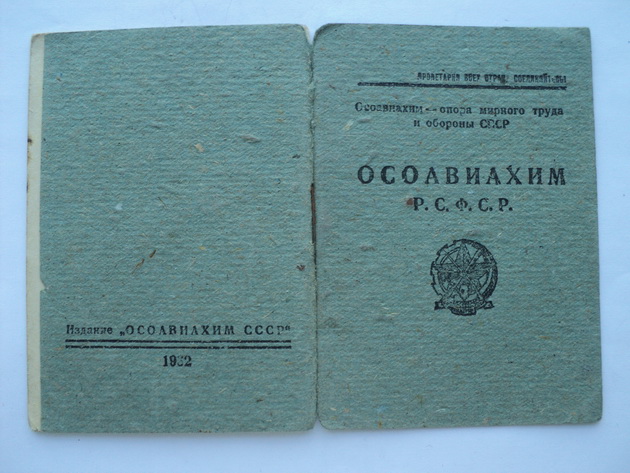 Издание „ОСОАВИАХИМ СССР"
1932
ПРОЛЕТАРИИ ВСЕХ СТРАН, СОЕДИНЯЙТЕСЬ
Осоавиахим — опора мирного труда
и обороны СССР
ОСОАВИАХИМ
Р. С. Ф. С. Р.